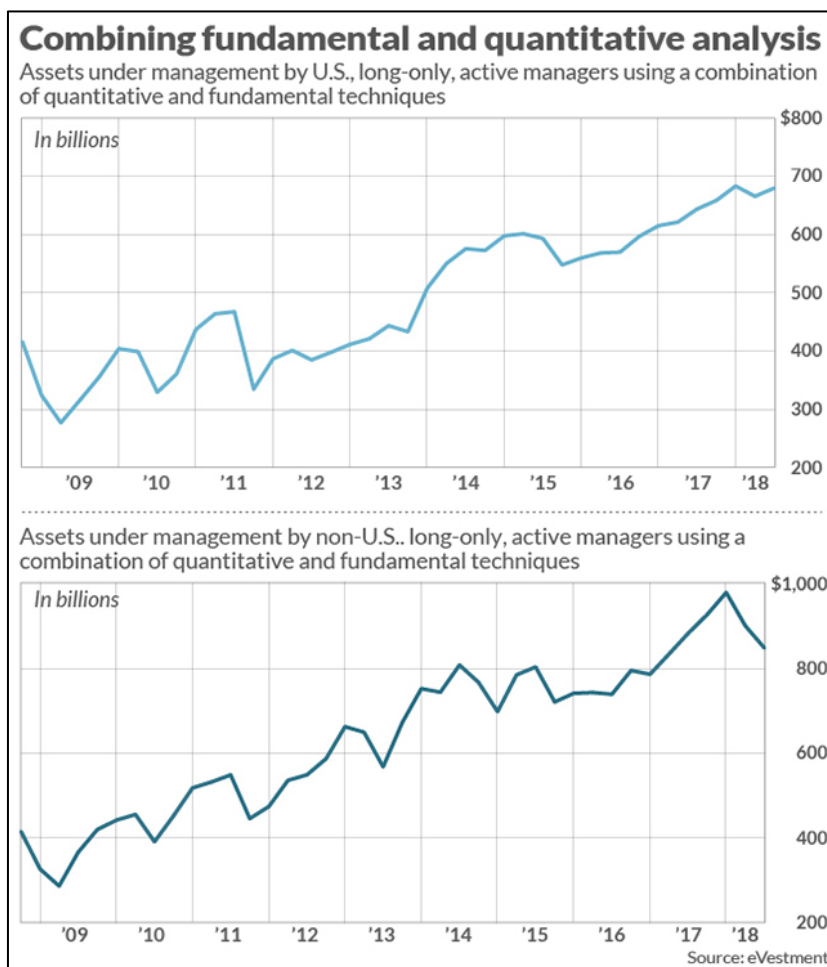 Combining fundamental and quantitative analysis
Assets under management by U.S., long-only, active managers using a combination
of quantitative and fundamental techniques
$800
In billions
700
600
500
400
300
200
’09 ’10 ’11 ’12 ’13 ’14 ’15 ’16 ’17 ’18
Assets under management by non-U.S.. long-only, active managers using a
combination of quantitative and fundamental techniques
$1,000
In billions
800
600
400
200
’09 ’10 ’11 ’12 ’13 ’14 ’15 ’16 ’17 ’18
Source: eVestment